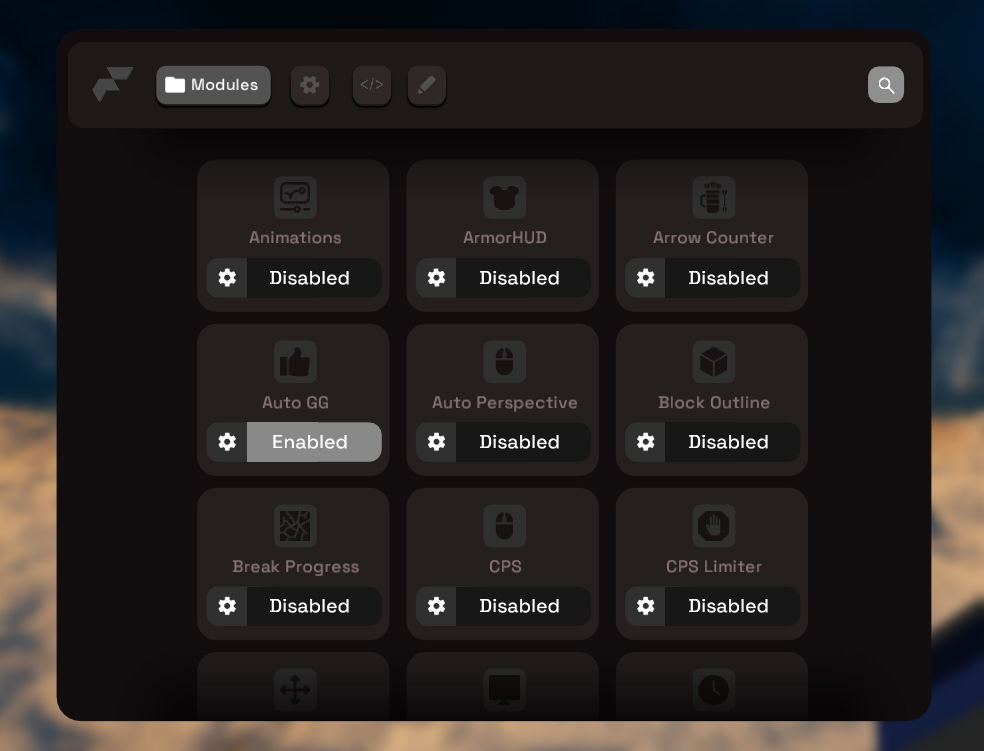 Modules
</>
Animations
ArmorHUD
Arrow Counter
Disabled
Disabled
Disabled
Auto GG
Auto Perspective
Block Outline
Enabled
Disabled
Disabled
Break Progress
CPS
CPS Limiter
Disabled
Disabled
Disabled